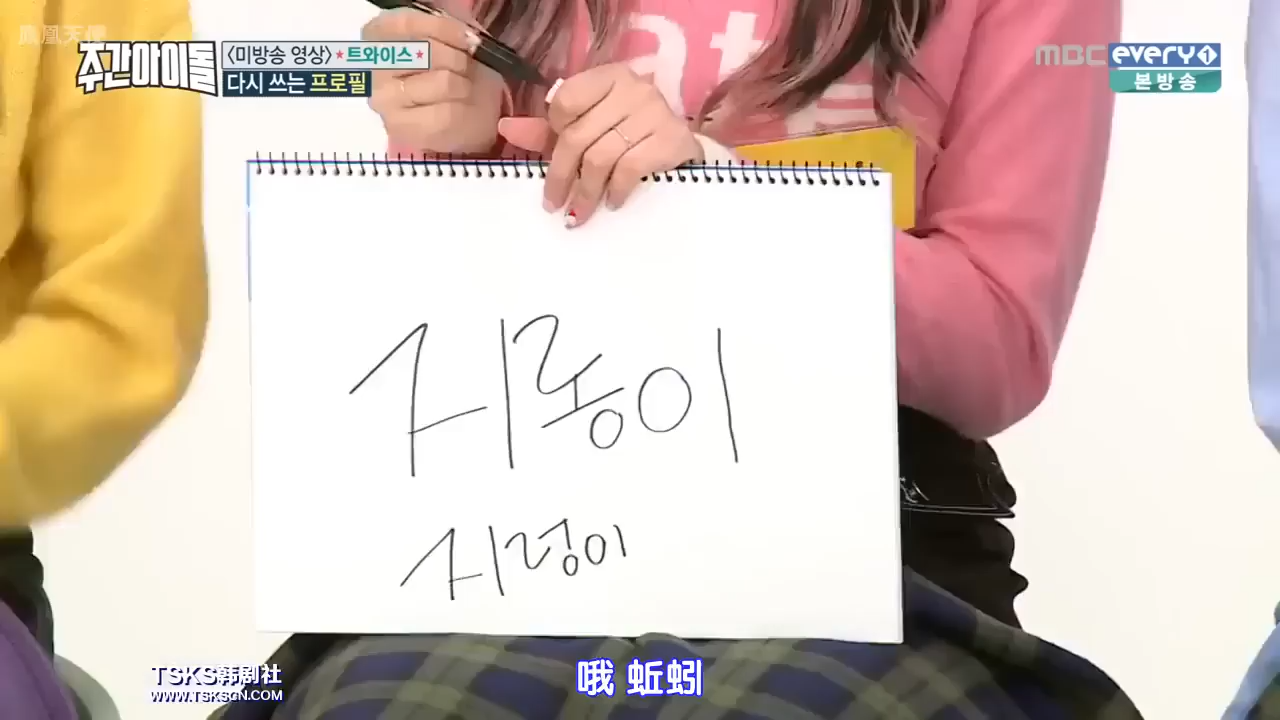 鳳凰天使
주간아이돌
<미방송 영상> ★트와이스★
다시 쓰는 프로필
MBC every1
본방송
at
지롱이
지렁이
TSKS韩剧社
WWW.TSKSCN.COM
哦 蚯蚓